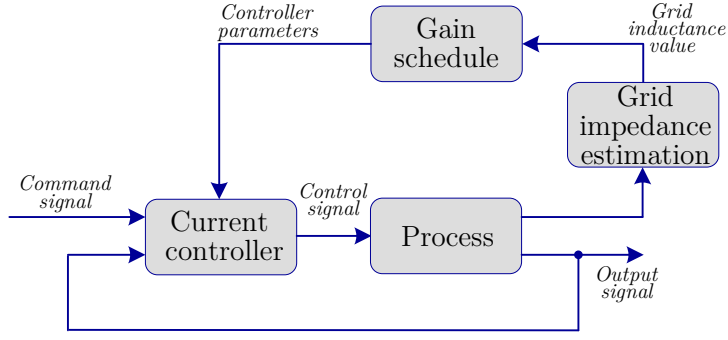 Controller
parameters
Gain
schedule
Grid
inductance
value
Grid
impedance
estimation
Command
signal
Current
controller
Control
signal
Process
Output
signal